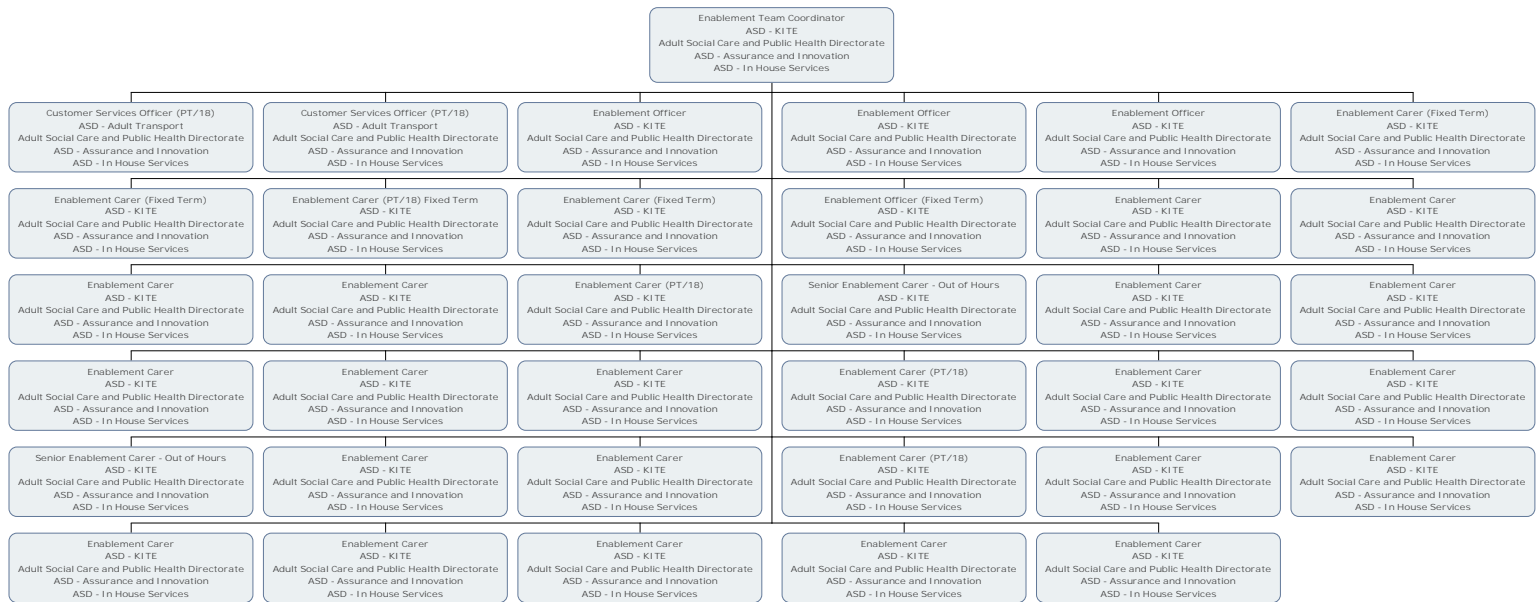 Enablement Team Coordinator
ASD - KITE
Adult Social Care and Public Health Directorate
ASD - Assurance and Innovation
ASD - In House Services
Customer Services Officer (PT/18)
ASD - Adult Transport
Adult Social Care and Public Health Directorate
ASD - Assurance and Innovation
ASD - In House Services
Customer Services Officer (PT/18)
ASD - Adult Transport
Adult Social Care and Public Health Directorate
ASD - Assurance and Innovation
ASD - In House Services
Enablement Officer
ASD - KITE
Adult Social Care and Public Health Directorate
ASD - Assurance and Innovation
ASD - In House Services
Enablement Officer
ASD - KITE
Adult Social Care and Public Health Directorate
ASD - Assurance and Innovation
ASD - In House Services
Enablement Officer
ASD - KITE
Adult Social Care and Public Health Directorate
ASD - Assurance and Innovation
ASD - In House Services
Enablement Carer (Fixed Term)
ASD - KITE
Adult Social Care and Public Health Directorate
ASD - Assurance and Innovation
ASD - In House Services
Enablement Carer (Fixed Term)
ASD - KITE
Adult Social Care and Public Health Directorate
ASD - Assurance and Innovation
ASD - In House Services
Enablement Carer (PT/18) Fixed Term
ASD - KITE
Adult Social Care and Public Health Directorate
ASD - Assurance and Innovation
ASD - In House Services
Enablement Carer (Fixed Term)
ASD - KITE
Adult Social Care and Public Health Directorate
ASD - Assurance and Innovation
ASD - In House Services
Enablement Officer (Fixed Term)
ASD - KITE
Adult Social Care and Public Health Directorate
ASD - Assurance and Innovation
ASD - In House Services
Enablement Carer
ASD - KITE
Adult Social Care and Public Health Directorate
ASD - Assurance and Innovation
ASD - In House Services
Enablement Carer
ASD - KITE
Adult Social Care and Public Health Directorate
ASD - Assurance and Innovation
ASD - In House Services
Enablement Carer
ASD - KITE
Adult Social Care and Public Health Directorate
ASD - Assurance and Innovation
ASD - In House Services
Enablement Carer
ASD - KITE
Adult Social Care and Public Health Directorate
ASD - Assurance and Innovation
ASD - In House Services
Enablement Carer (PT/18)
ASD - KITE
Adult Social Care and Public Health Directorate
ASD - Assurance and Innovation
ASD - In House Services
Senior Enablement Carer - Out of Hours
ASD - KITE
Adult Social Care and Public Health Directorate
ASD - Assurance and Innovation
ASD - In House Services
Enablement Carer
ASD - KITE
Adult Social Care and Public Health Directorate
ASD - Assurance and Innovation
ASD - In House Services
Enablement Carer
ASD - KITE
Adult Social Care and Public Health Directorate
ASD - Assurance and Innovation
ASD - In House Services
Enablement Carer
ASD - KITE
Adult Social Care and Public Health Directorate
ASD - Assurance and Innovation
ASD - In House Services
Enablement Carer
ASD - KITE
Adult Social Care and Public Health Directorate
ASD - Assurance and Innovation
ASD - In House Services
Enablement Carer
ASD - KITE
Adult Social Care and Public Health Directorate
ASD - Assurance and Innovation
ASD - In House Services
Enablement Carer (PT/18)
ASD - KITE
Adult Social Care and Public Health Directorate
ASD - Assurance and Innovation
ASD - In House Services
Enablement Carer
ASD - KITE
Adult Social Care and Public Health Directorate
ASD - Assurance and Innovation
ASD - In House Services
Enablement Carer
ASD - KITE
Adult Social Care and Public Health Directorate
ASD - Assurance and Innovation
ASD - In House Services
Senior Enablement Carer - Out of Hours
ASD - KITE
Adult Social Care and Public Health Directorate
ASD - Assurance and Innovation
ASD - In House Services
Enablement Carer
ASD - KITE
Adult Social Care and Public Health Directorate
ASD - Assurance and Innovation
ASD - In House Services
Enablement Carer
ASD - KITE
Adult Social Care and Public Health Directorate
ASD - Assurance and Innovation
ASD - In House Services
Enablement Carer (PT/18)
ASD - KITE
Adult Social Care and Public Health Directorate
ASD - Assurance and Innovation
ASD - In House Services
Enablement Carer
ASD - KITE
Adult Social Care and Public Health Directorate
ASD - Assurance and Innovation
ASD - In House Services
Enablement Carer
ASD - KITE
Adult Social Care and Public Health Directorate
ASD - Assurance and Innovation
ASD - In House Services
Enablement Carer
ASD - KITE
Adult Social Care and Public Health Directorate
ASD - Assurance and Innovation
ASD - In House Services
Enablement Carer
ASD - KITE
Adult Social Care and Public Health Directorate
ASD - Assurance and Innovation
ASD - In House Services
Enablement Carer
ASD - KITE
Adult Social Care and Public Health Directorate
ASD - Assurance and Innovation
ASD - In House Services
Enablement Carer
ASD - KITE
Adult Social Care and Public Health Directorate
ASD - Assurance and Innovation
ASD - In House Services
Enablement Carer
ASD - KITE
Adult Social Care and Public Health Directorate
ASD - Assurance and Innovation
ASD - In House Services